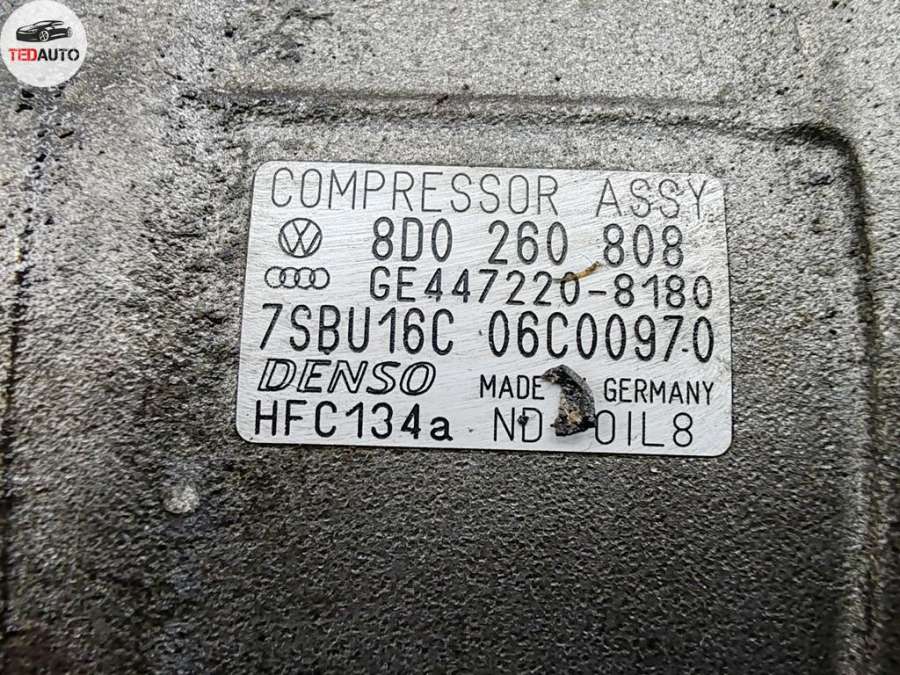 TEDAUTO
COMPRESSOR ASSY
8D0 260 808
GE447220-8180
7SBU16C 06C00970
DENSO MADE GERMANY
HFC134a ND OIL8